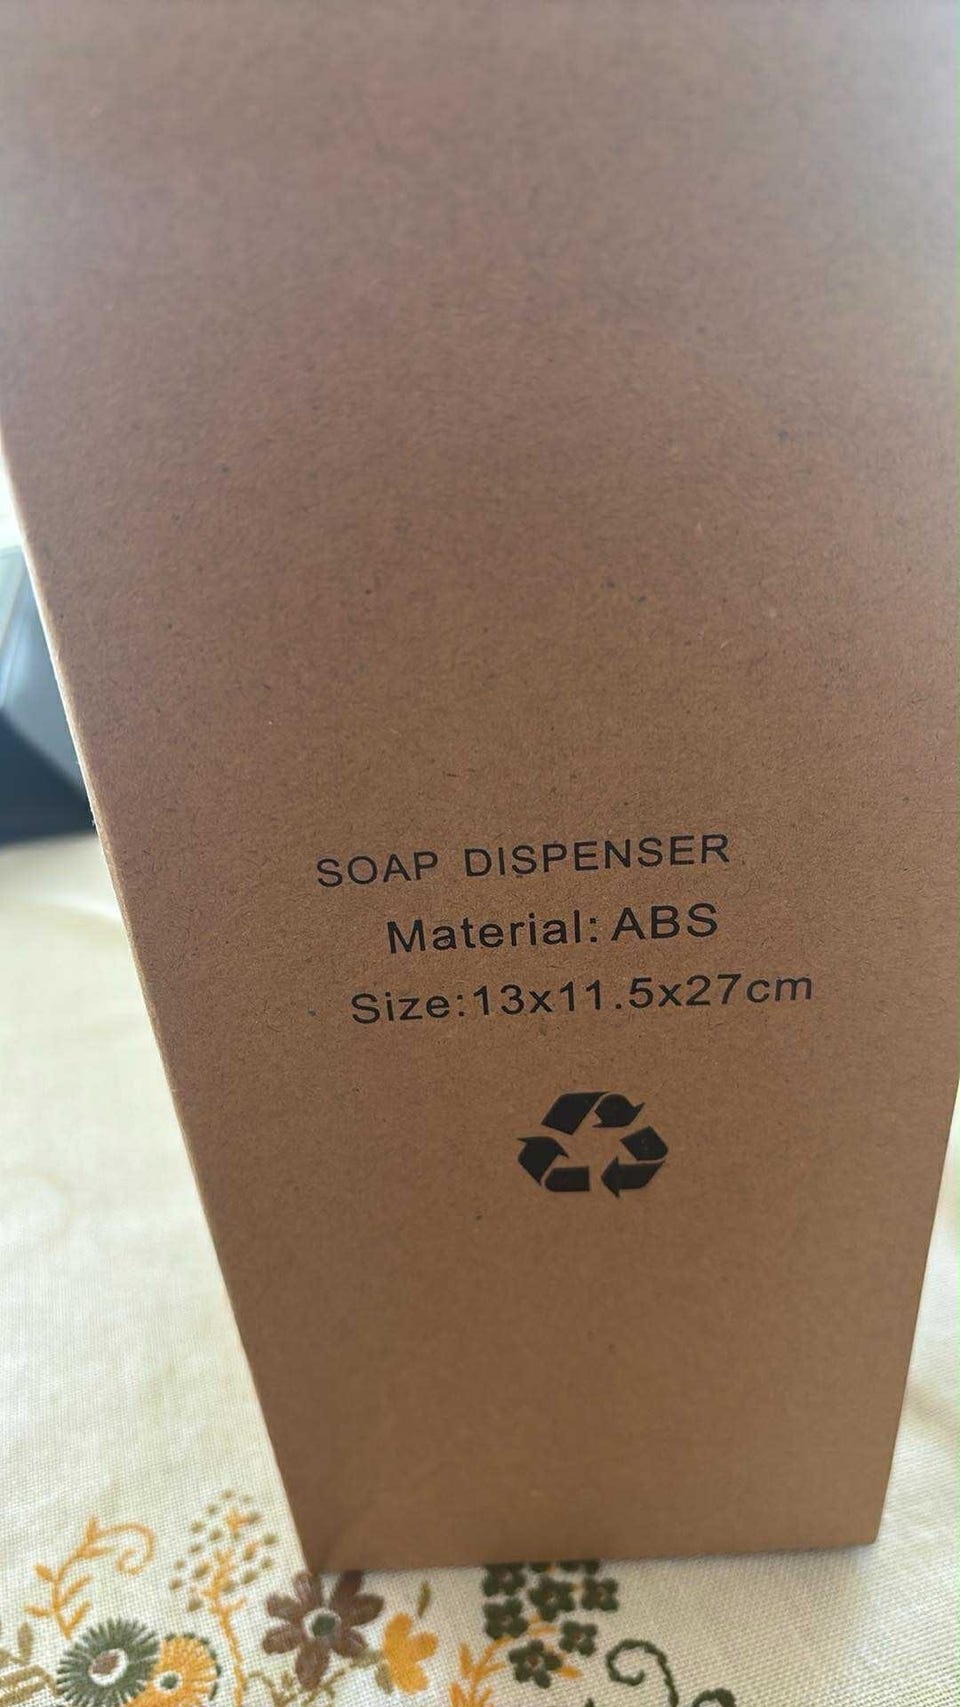 SOAP DISPENSER
Material: ABS
Size:13x11.5x27cm